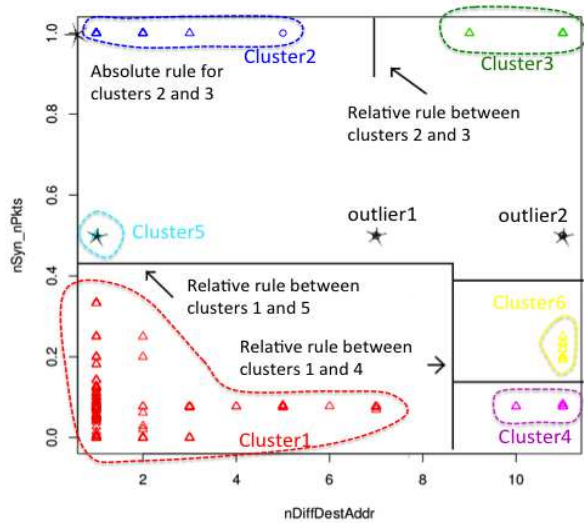 1.0
Cluster2
Cluster3
Absolute rule for
clusters 2 and 3
Relative rule between
clusters 2 and 3
0.8
0.6
nSyn_nPkts
Cluster5
outlier1
outlier2
0.4
Relative rule between
clusters 1 and 5
Cluster6
Relative rule between
clusters 1 and 4
0.2
Cluster1
Cluster4
0.0
2
4
6
8
10
nDiffDestAddr